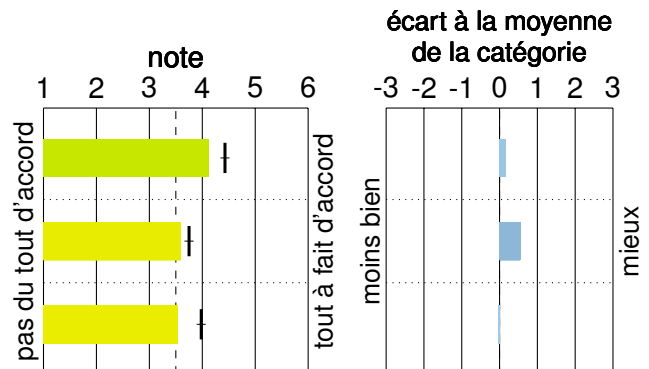 note
1 2 3 4 5 6
pas du tout d'accord
tout à fait d'accord
écart à la moyenne
de la catégorie
-3 -2 -1 0 1 2 3
moins bien
mieux